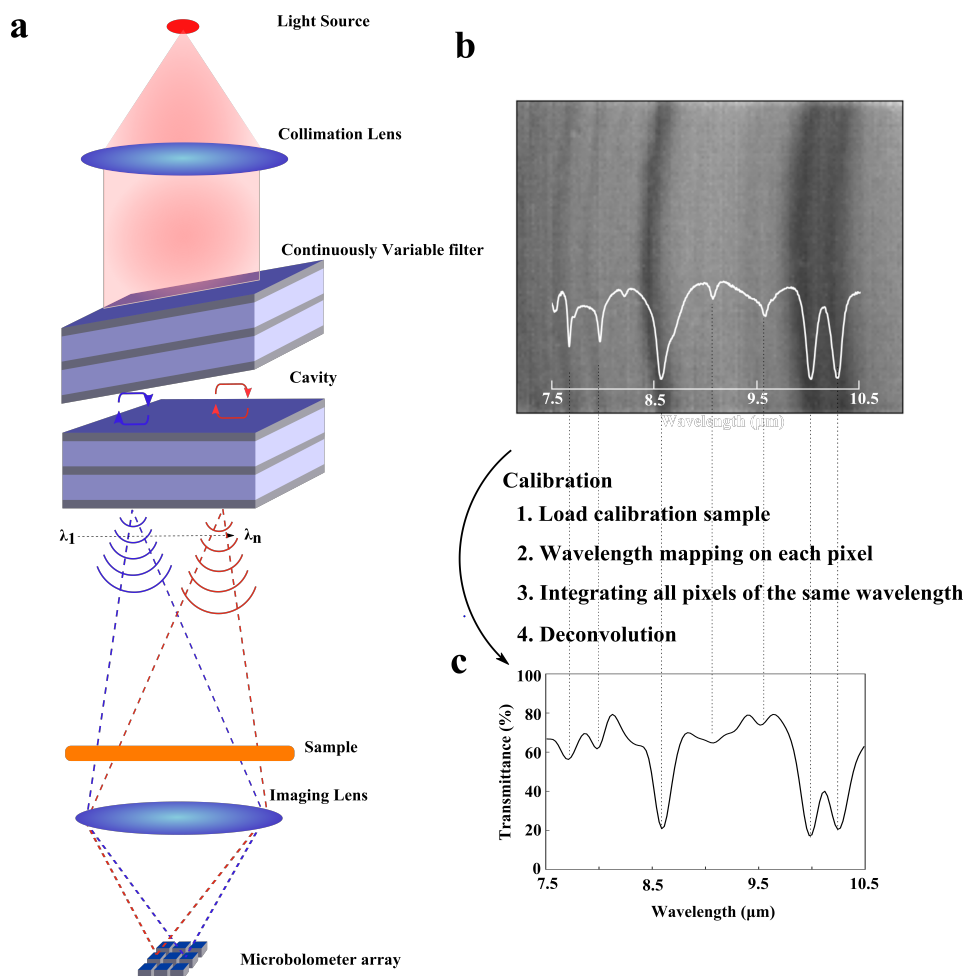 a
Light Source
Collimation Lens
Continuously Variable filter
Cavity
λ1
λn
Sample
Imaging Lens
Microbolometer array
b
7.5 8.5 9.5 10.5
Wavelength (μm)
Calibration
1. Load calibration sample
2. Wavelength mapping on each pixel
3. Integrating all pixels of the same wavelength
4. Deconvolution
c
Transmittance (%)
100
80
60
40
20
0
7.5 8.5 9.5 10.5
Wavelength (μm)